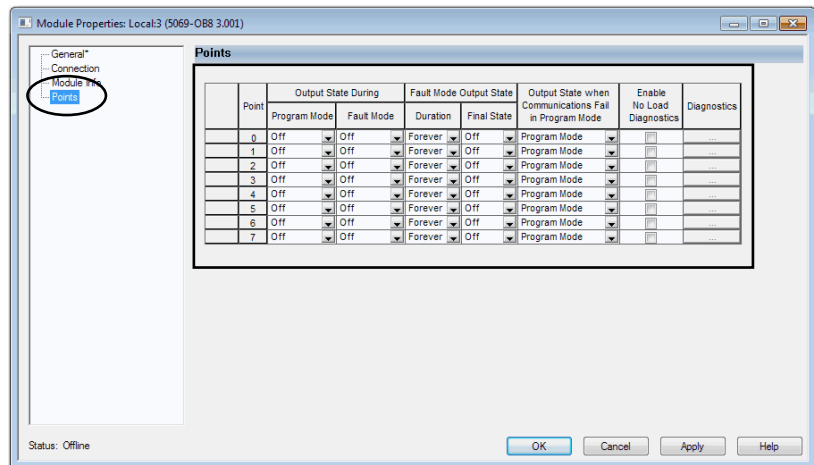 Module Properties: Local:3 (5069-OB8 3.001)
General*
Connection
Module Info
Points
Points
Point
Output State During
Program Mode
Fault Mode
Fault Mode Output State
Duration
Final State
Output State when
Communications Fail
in Program Mode
Enable
No Load
Diagnostics
Diagnostics
0 Off Off Forever Off Program Mode ...
1 Off Off Forever Off Program Mode ...
2 Off Off Forever Off Program Mode ...
3 Off Off Forever Off Program Mode ...
4 Off Off Forever Off Program Mode ...
5 Off Off Forever Off Program Mode ...
6 Off Off Forever Off Program Mode ...
7 Off Off Forever Off Program Mode ...
Status: Offline
OK
Cancel
Apply
Help